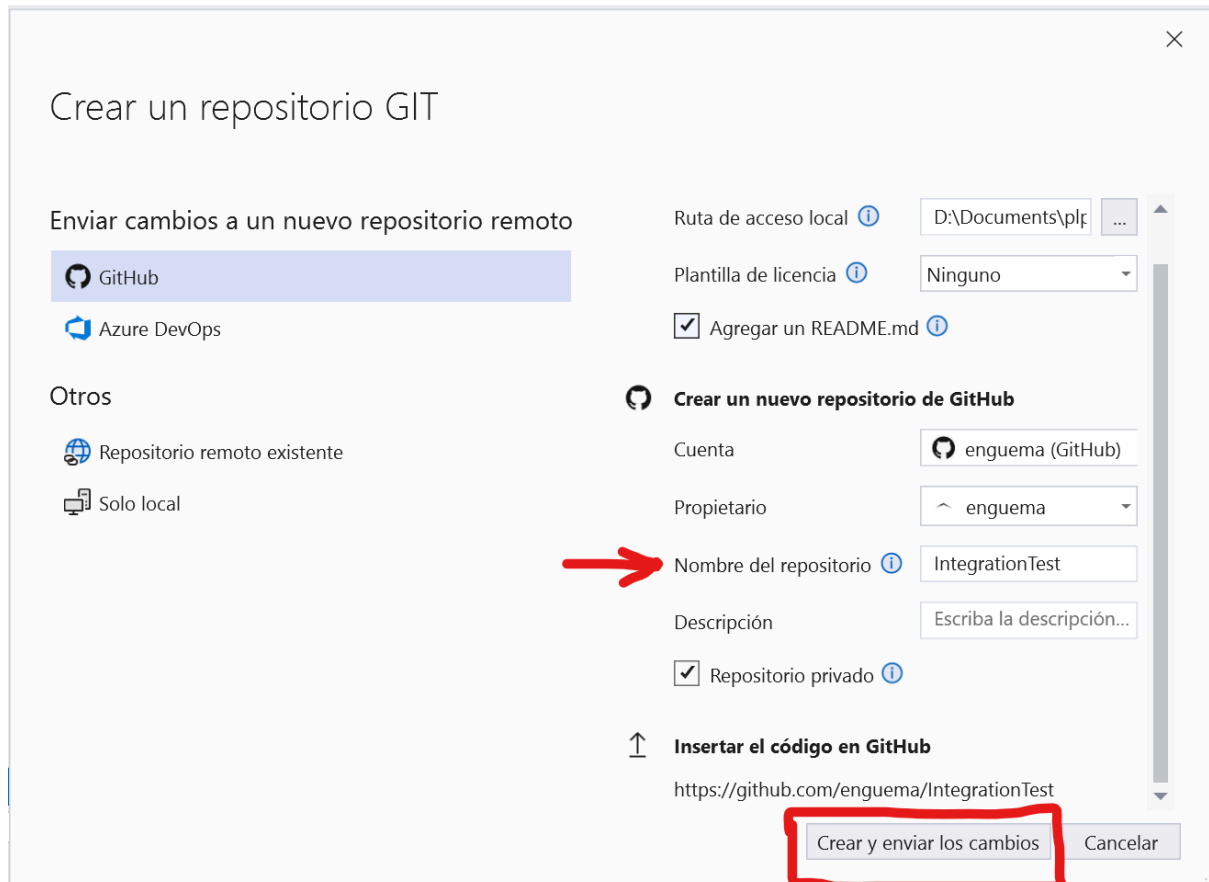 Crear un repositorio GIT
Enviar cambios a un nuevo repositorio remoto
GitHub
Azure DevOps
Otros
Repositorio remoto existente
Solo local
Ruta de acceso local D:\Documents\plp ...
Plantilla de licencia Ninguno
Agregar un README.md
Crear un nuevo repositorio de GitHub
Cuenta enguema (GitHub)
Propietario enguema
Nombre del repositorio IntegrationTest
Descripción Escriba la descripción...
Repositorio privado
Insertar el código en GitHub
https://github.com/enguema/IntegrationTest
Crear y enviar los cambios Cancelar